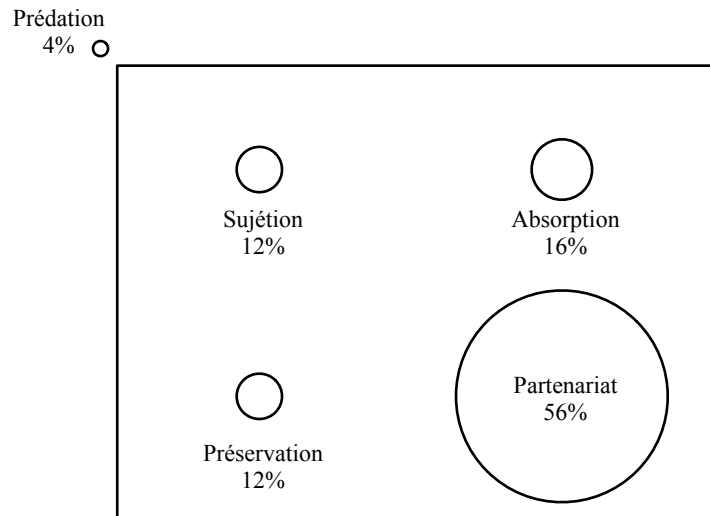 Prédation
4%
Sujétion
12%
Absorption
16%
Partenariat
56%
Préservation
12%